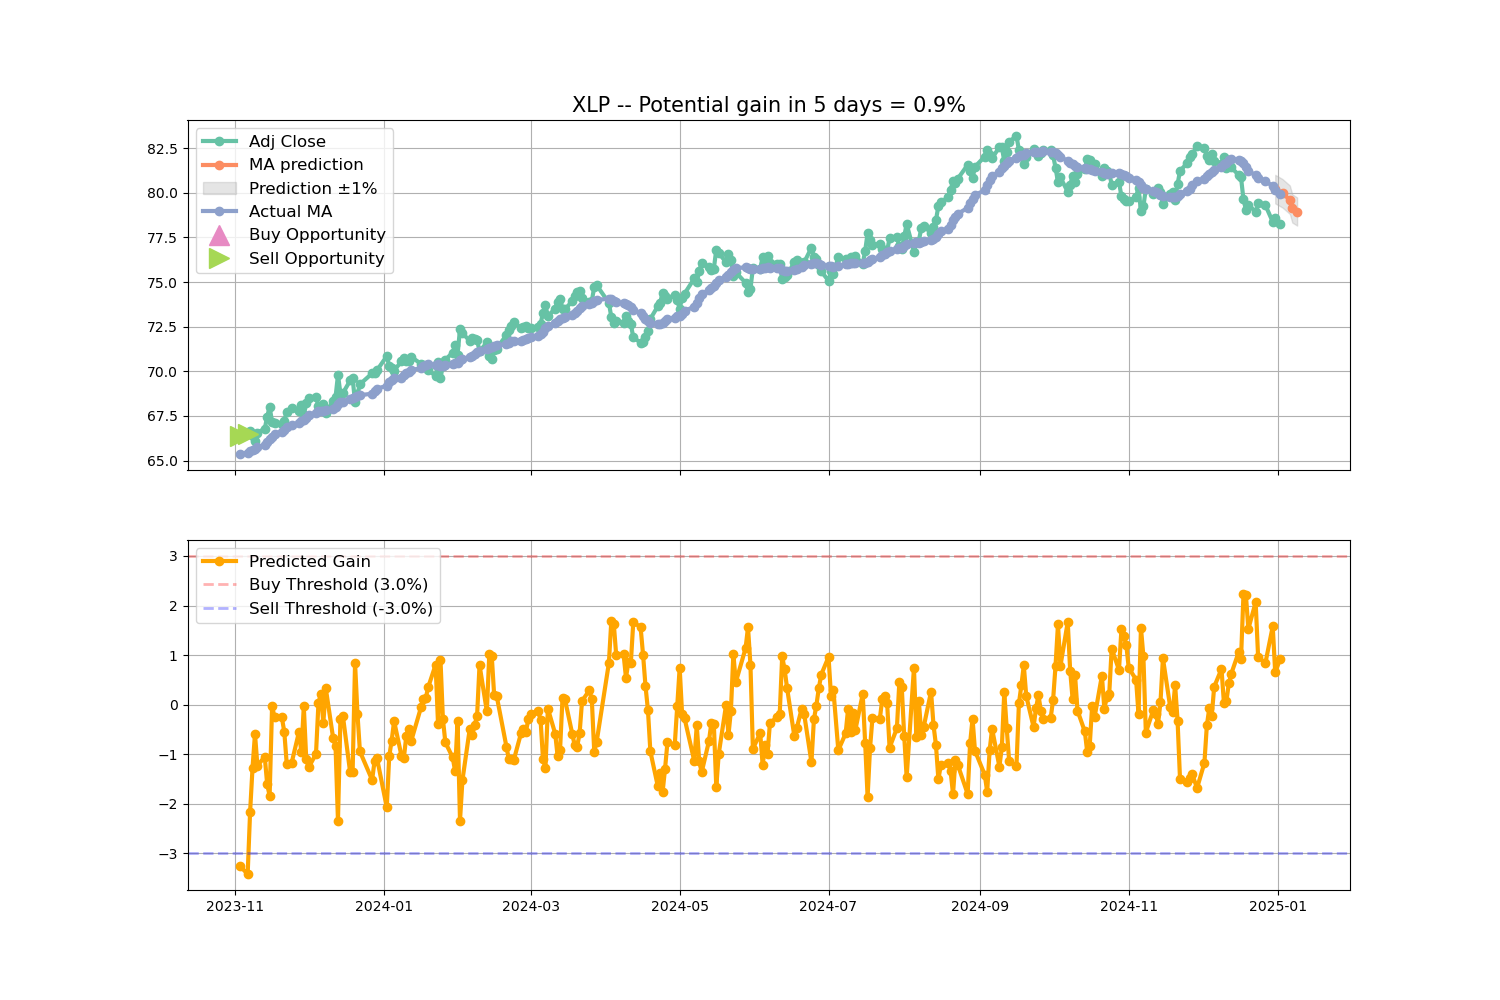 XLP -- Potential gain in 5 days = 0.9%
Adj Close
MA prediction
Prediction ±1%
Actual MA
Buy Opportunity
Sell Opportunity
82.5
80.0
77.5
75.0
72.5
70.0
67.5
65.0
Predicted Gain
Buy Threshold (3.0%)
Sell Threshold (-3.0%)
3
2
1
0
−1
−2
−3
2023-11
2024-01
2024-03
2024-05
2024-07
2024-09
2024-11
2025-01